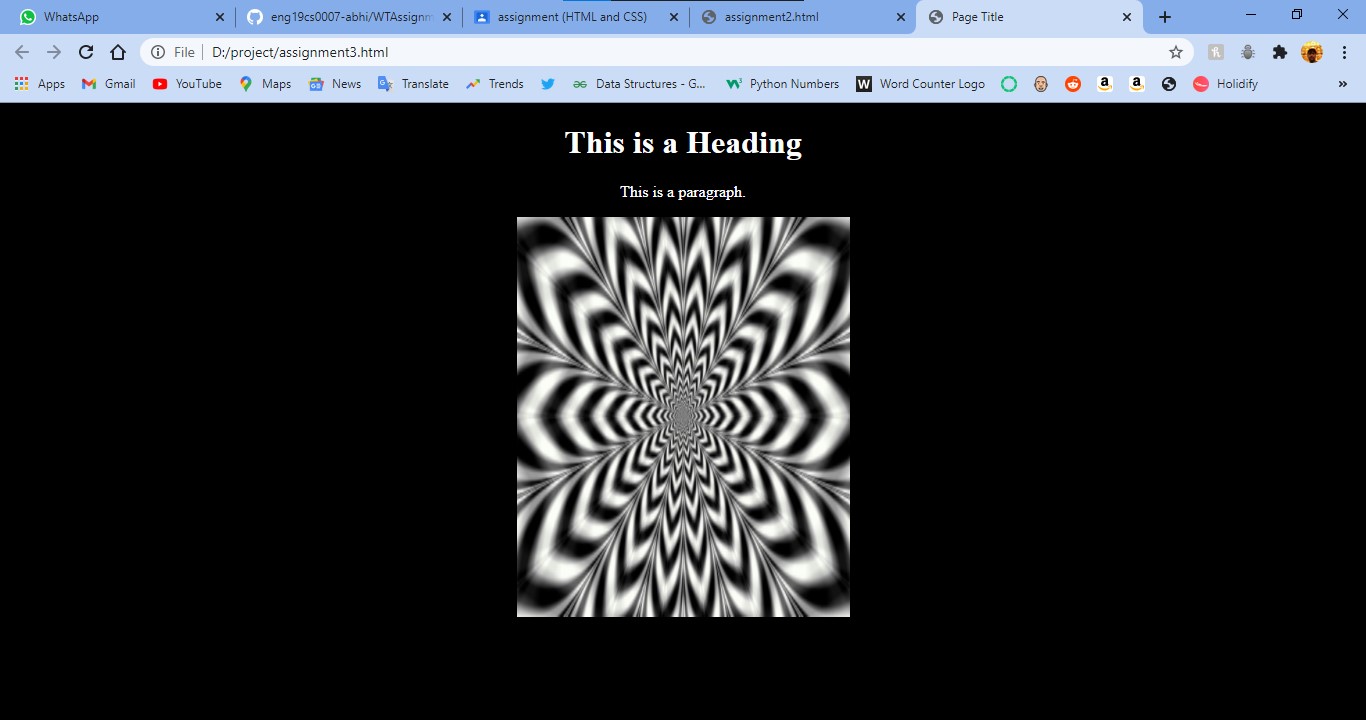 WhatsApp
eng19cs0007-abhi/WTAssignm
assignment (HTML and CSS)
assignment2.html
Page Title
File
D:/project/assignment3.html
Apps
Gmail
YouTube
Maps
News
Translate
Trends
Data Structures - G...
Python Numbers
Word Counter Logo
Holidify
This is a Heading
This is a paragraph.